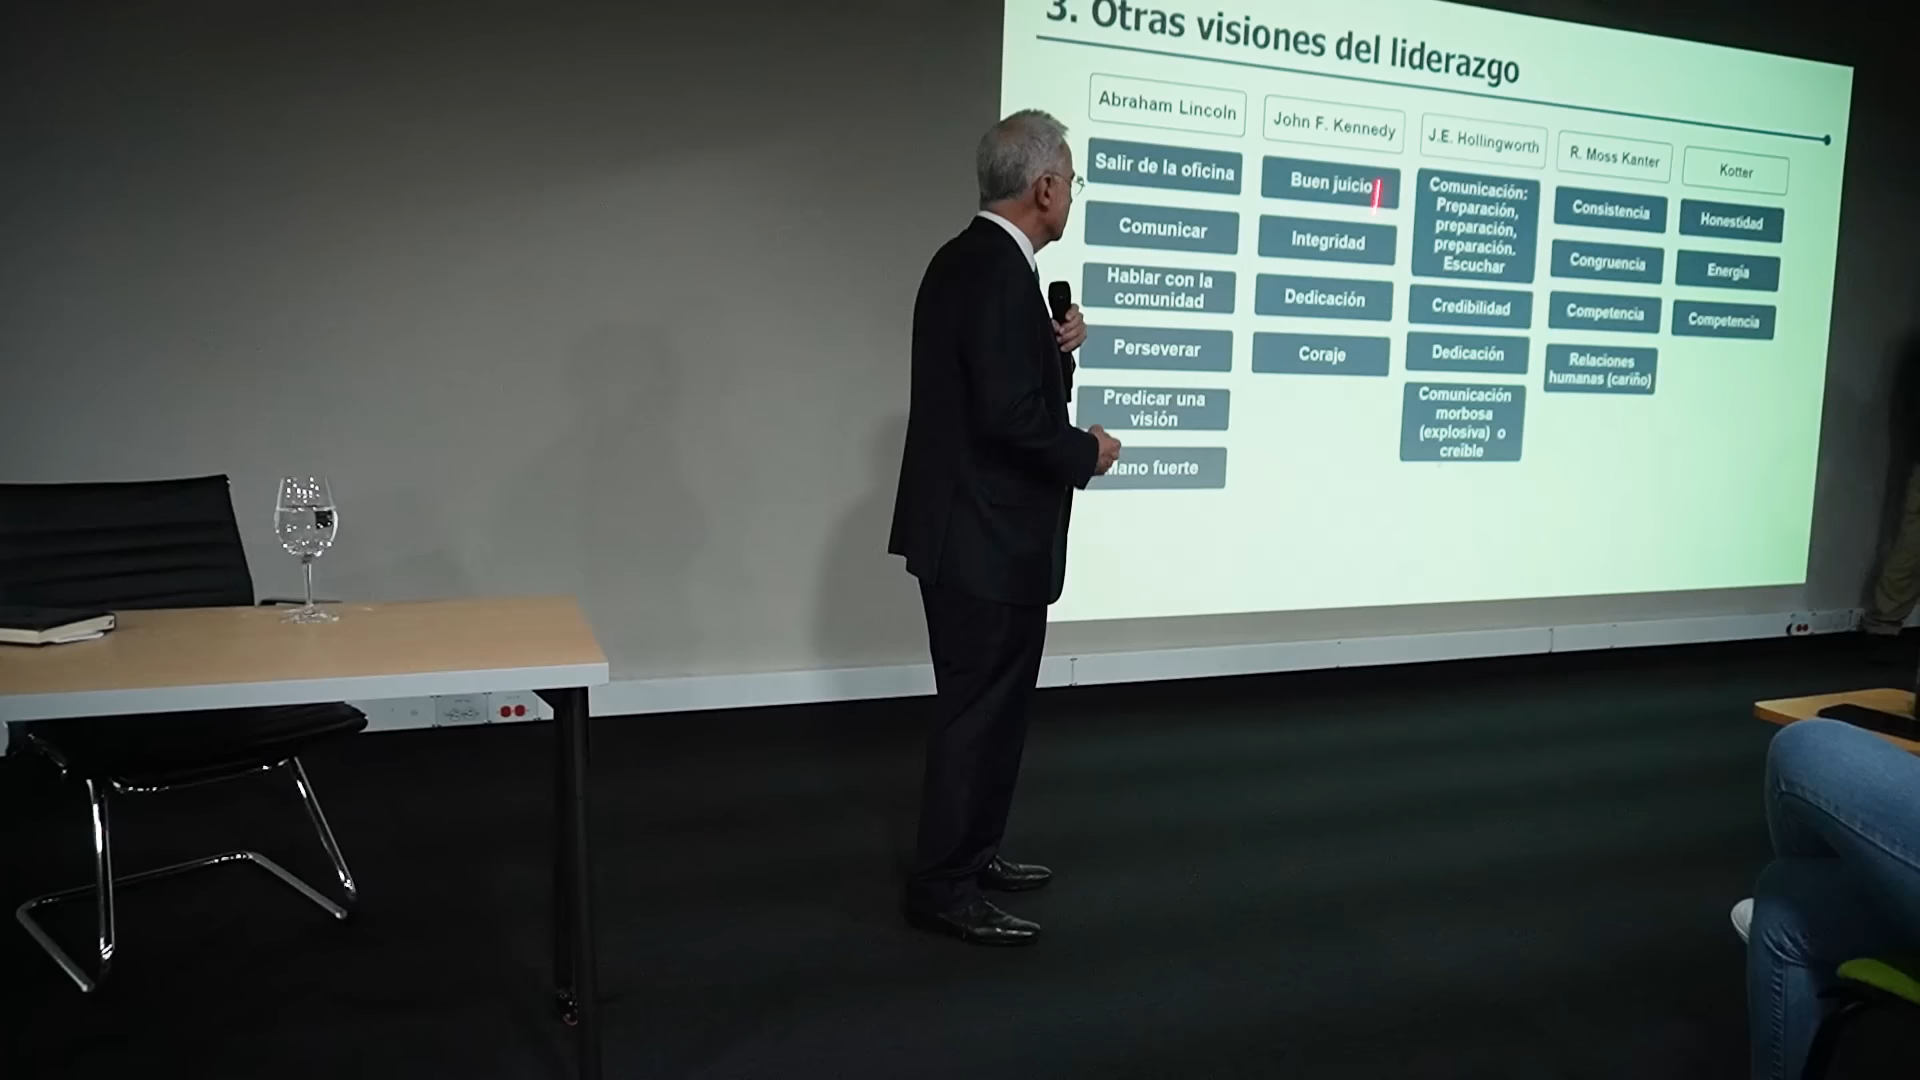 3. Otras visiones del liderazgo
Abraham Lincoln
Salir de la oficina
Comunicar
Hablar con la
comunidad
Perseverar
Predicar una
visión
Mano fuerte
John F. Kennedy
Buen juicio
Integridad
Dedicación
Coraje
J.E. Hollingworth
Comunicación:
Preparación,
preparación,
preparación.
Escuchar
Credibilidad
Dedicación
Comunicación
morbosa
(explosiva) o
creible
R. Moss Kanter
Consistencia
Congruencia
Competencia
Relaciones
humanas (cariño)
Kotter
Honestidad
Energía
Competencia